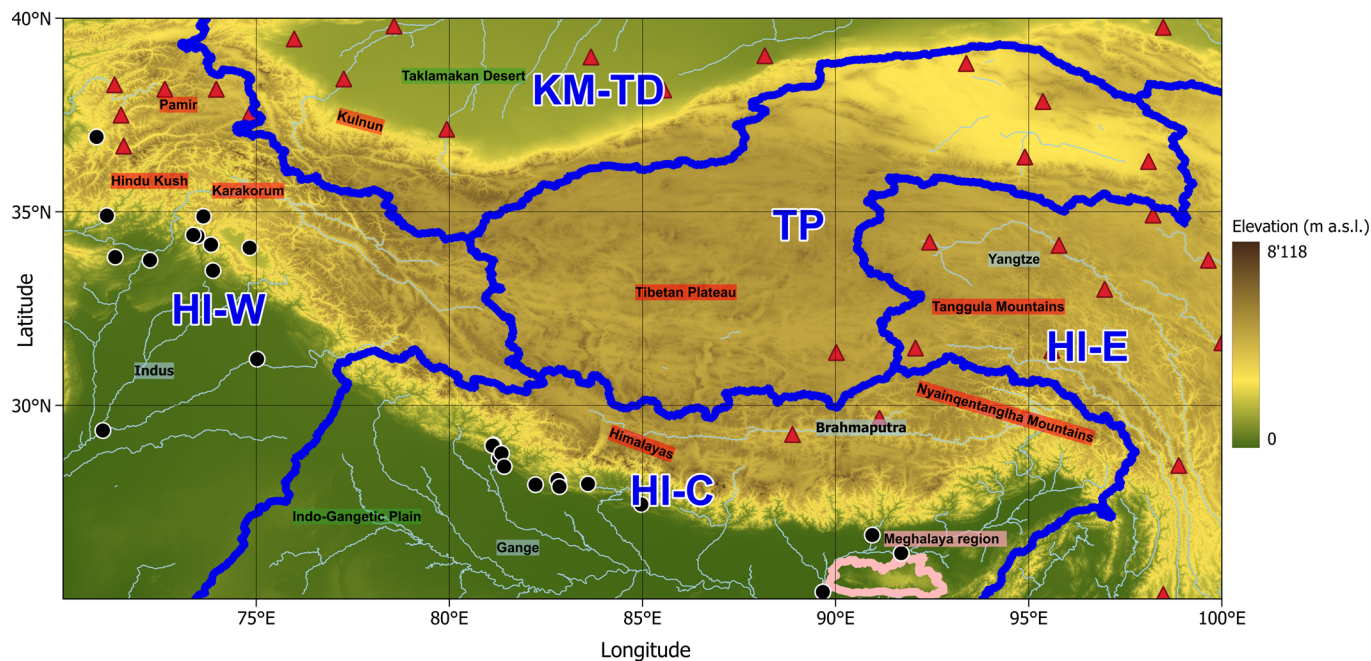 40°N
Taklamakan Desert
KM-TD
Pamir
Kulnun
Hindu Kush
Karakorum
35°N
TP
Elevation (m a.s.l.)
8'118
0
Yangtze
Tibetan Plateau
Tanggula Mountains
HI-W
HI-E
Latitude
Indus
30°N
Nyainqentanglha Mountains
Brahmaputra
Himalayas
HI-C
Indo-Gangetic Plain
Gange
Meghalaya region
75°E
80°E
85°E
90°E
95°E
100°E
Longitude